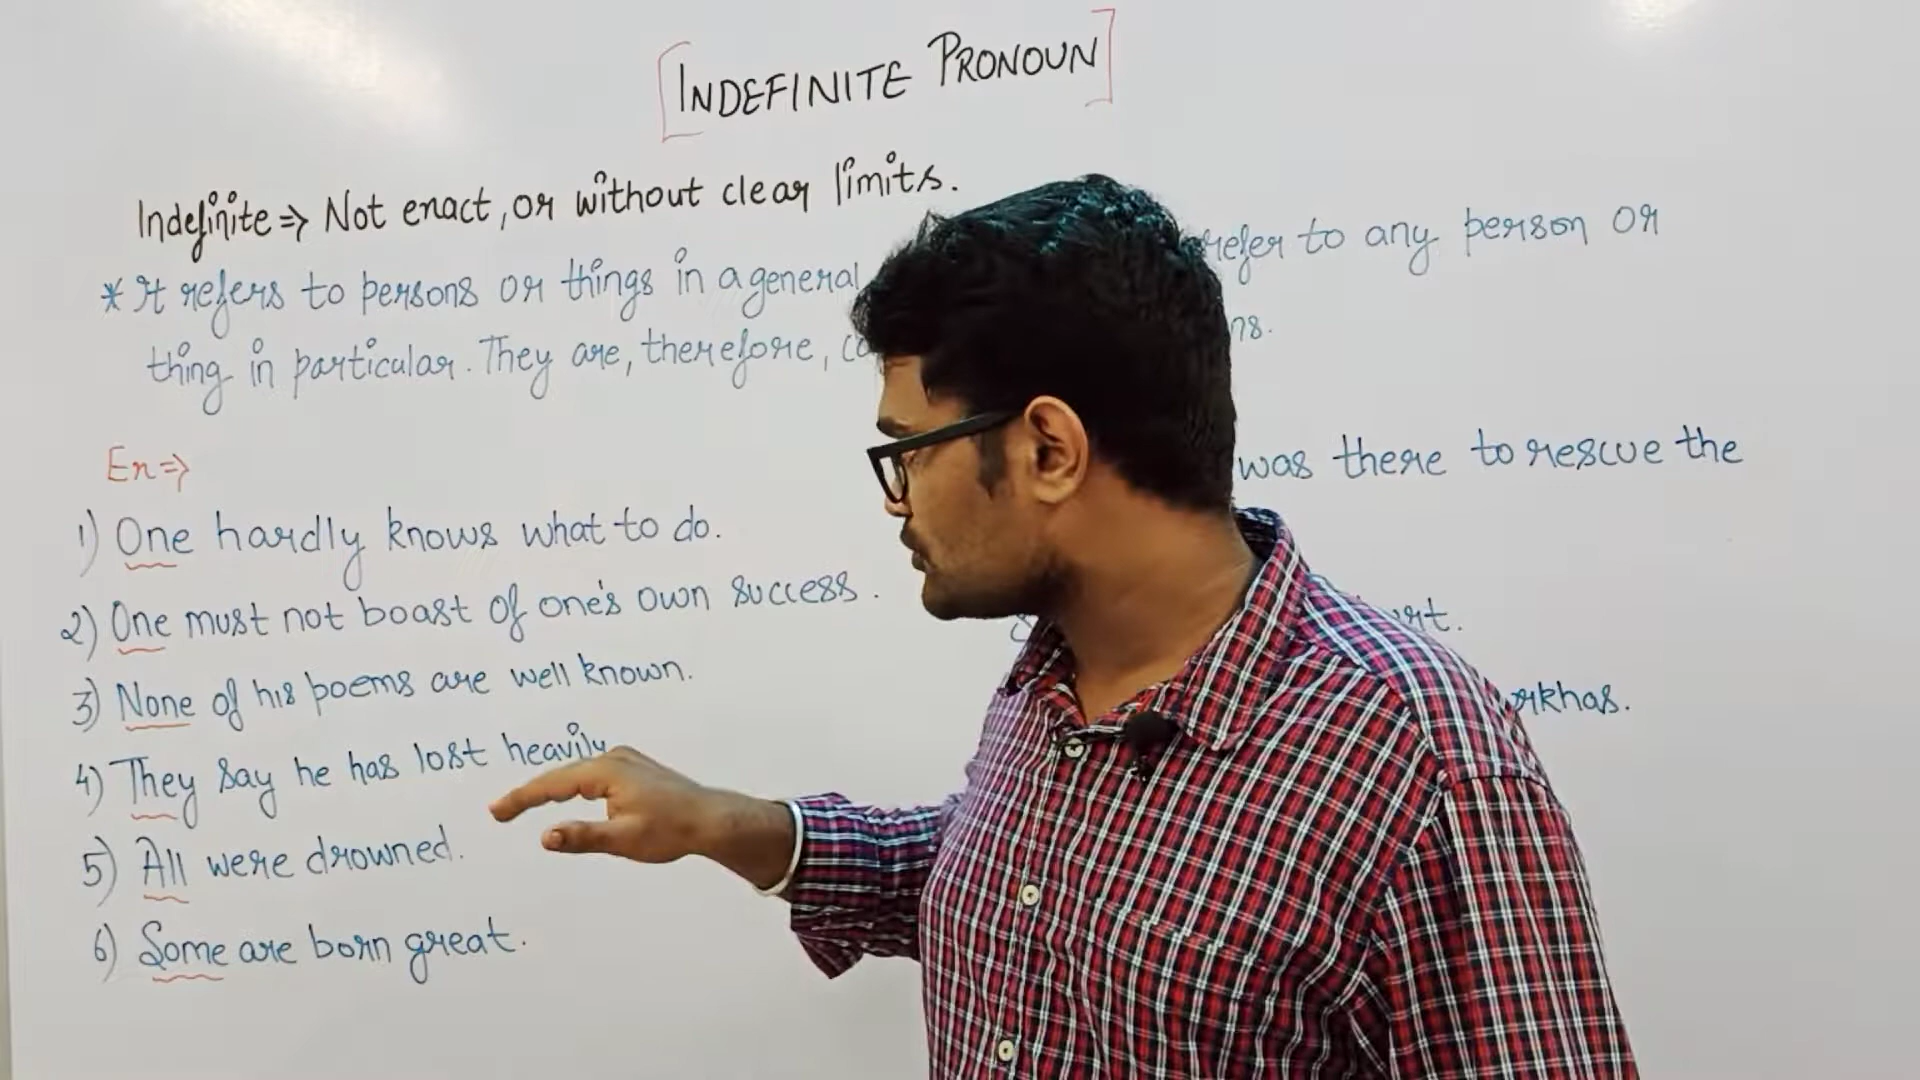 [INDEFINITE PRONOUN]
Indefinite ⇒ Not exact, or without clear limits.
* It refers to persons or things in a general refer to any person or
thing in particular. They are, therefore,
Ex ⇒
1) One hardly knows what to do.
2) One must not boast of one's own success.
3) None of his poems are well known.
4) They say he has lost heavily
5) All were drowned.
6) Some are born great.
was there to rescue the